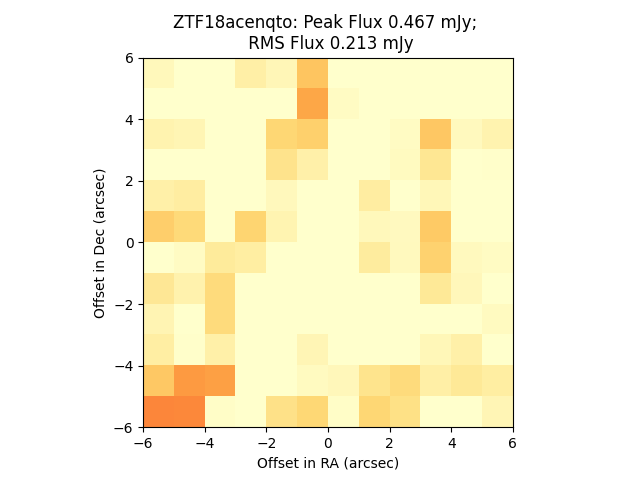 ZTF18acenqto: Peak Flux 0.467 mJy;
RMS Flux 0.213 mJy
6
4
2
0
−2
−4
−6
Offset in Dec (arcsec)
−6 −4 −2 0 2 4 6
Offset in RA (arcsec)